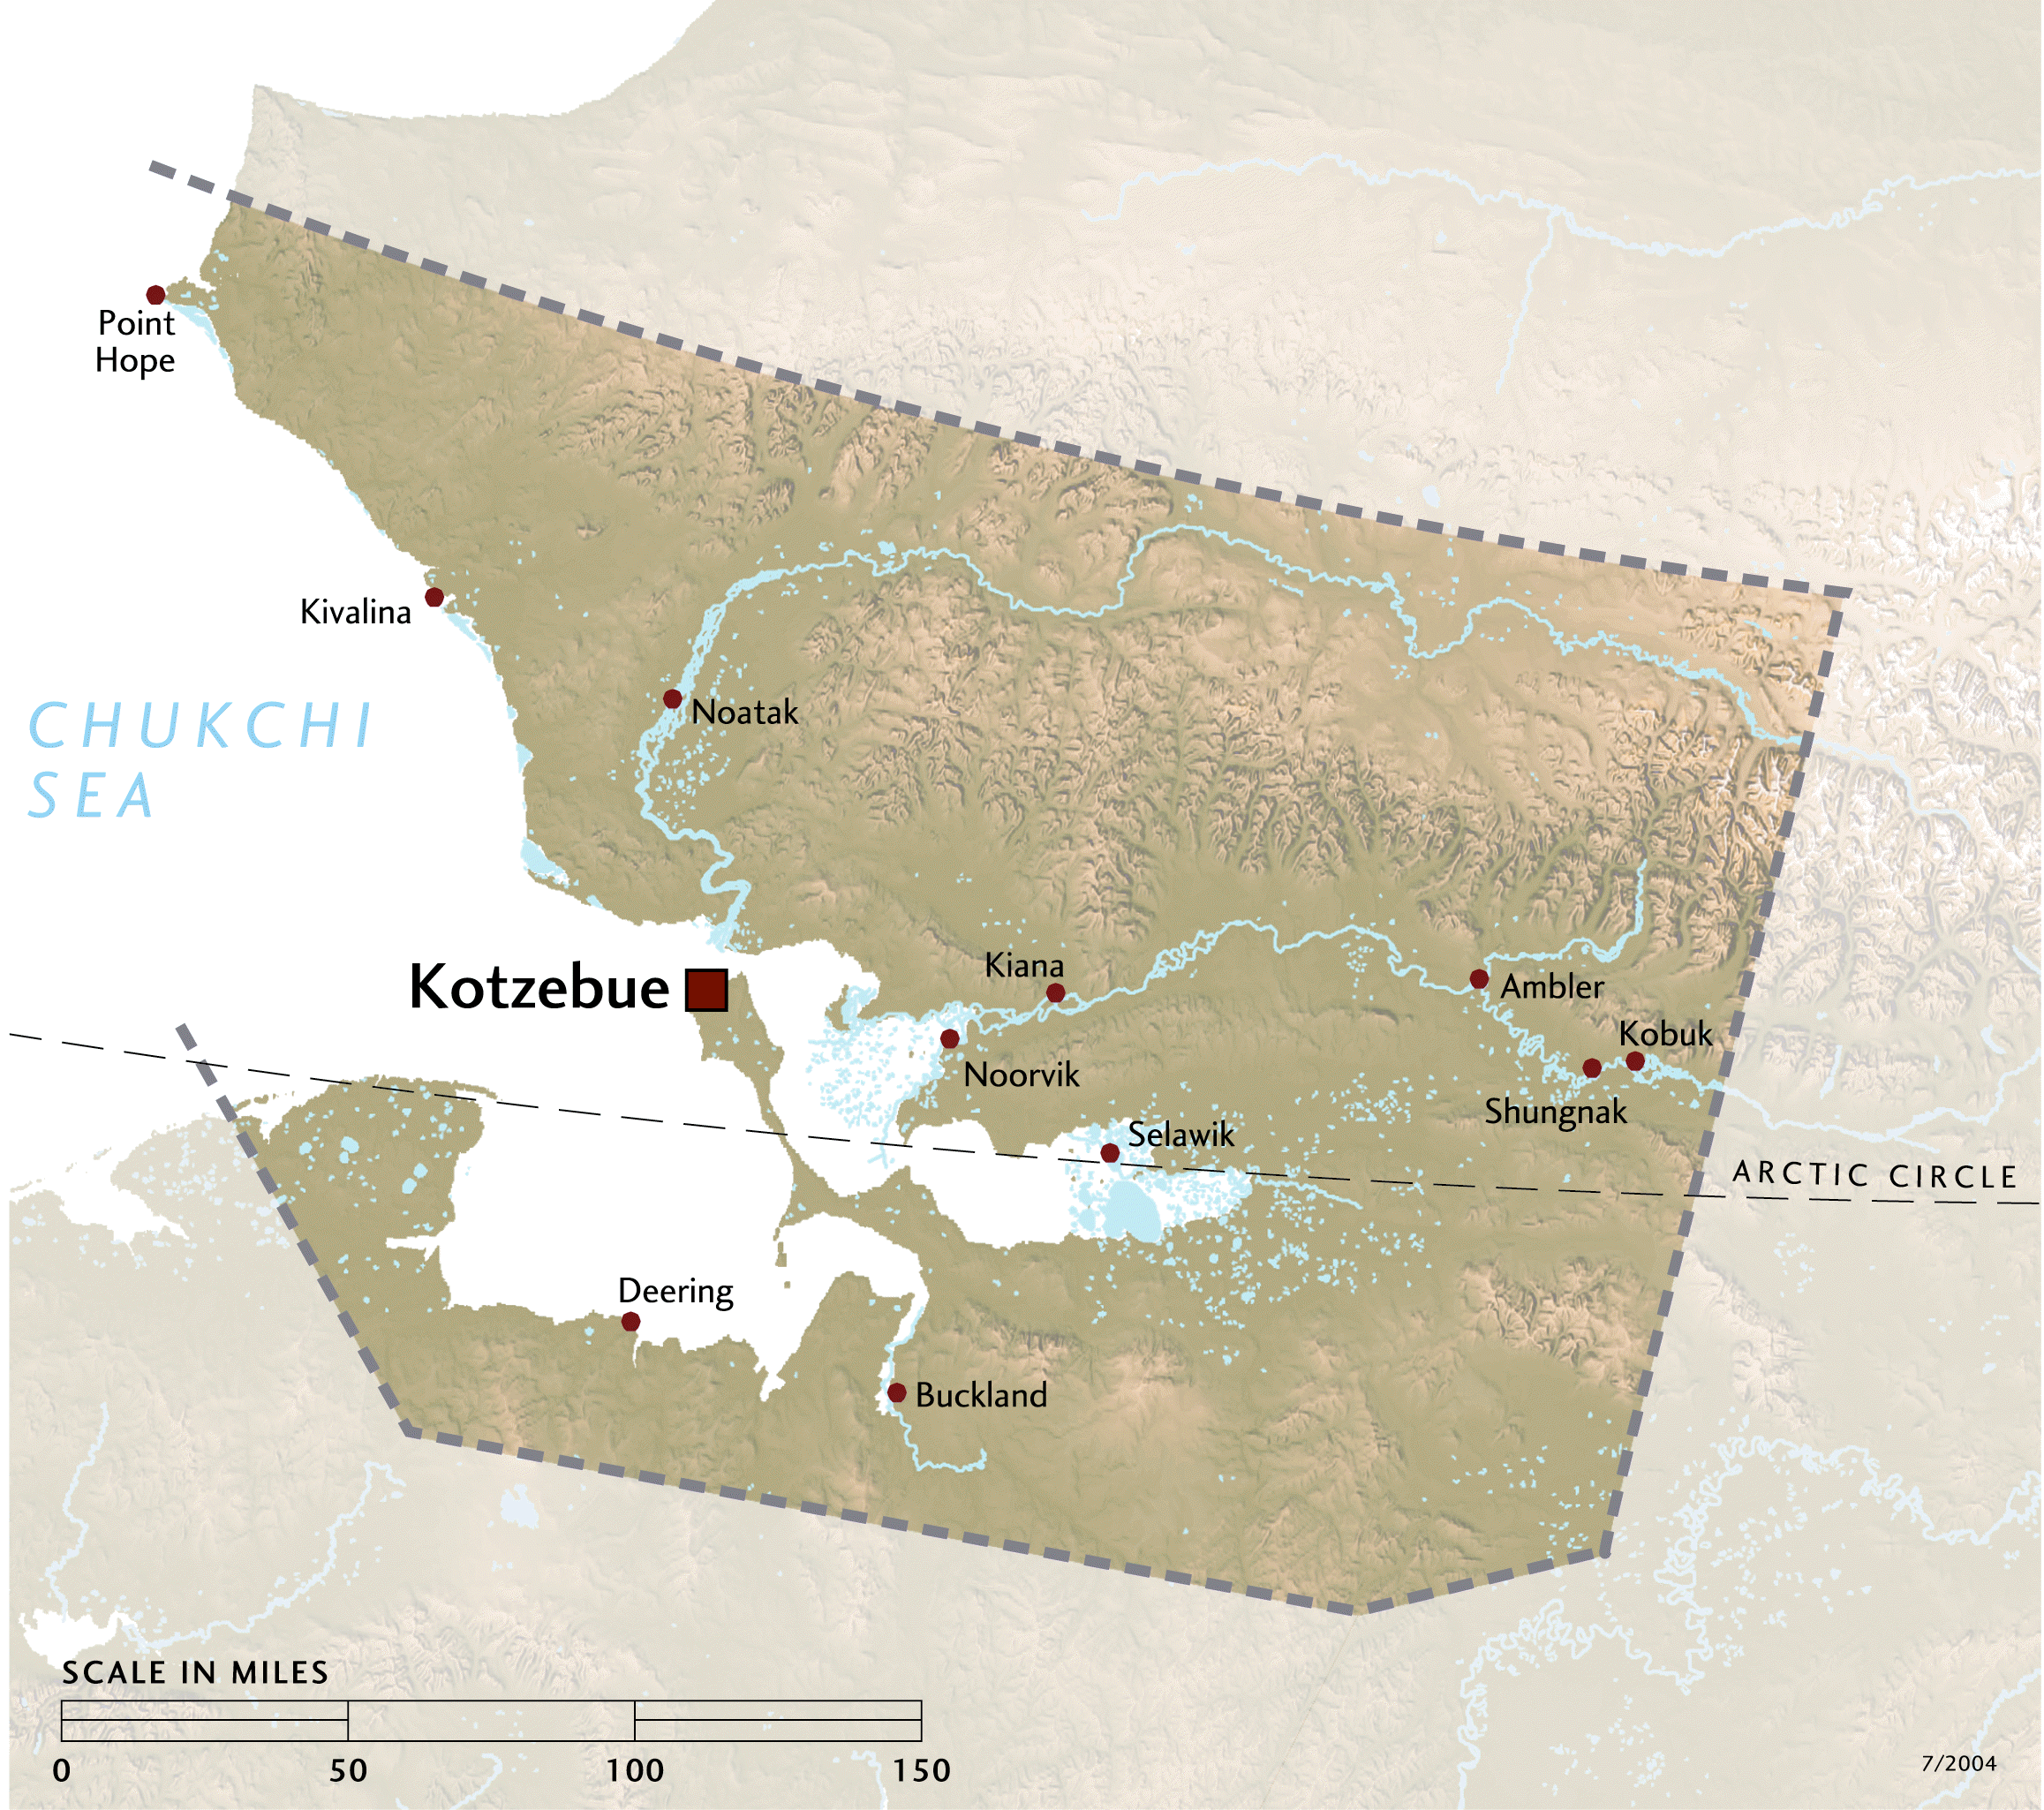 Point
Hope
Kivalina
CHUKCHI
SEA
Noatak
Kotzebue
Kiana
Ambler
Noorvik
Kobuk
Shungnak
Selawik
ARCTIC CIRCLE
Deering
Buckland
SCALE IN MILES
0 50 100 150
7/2004